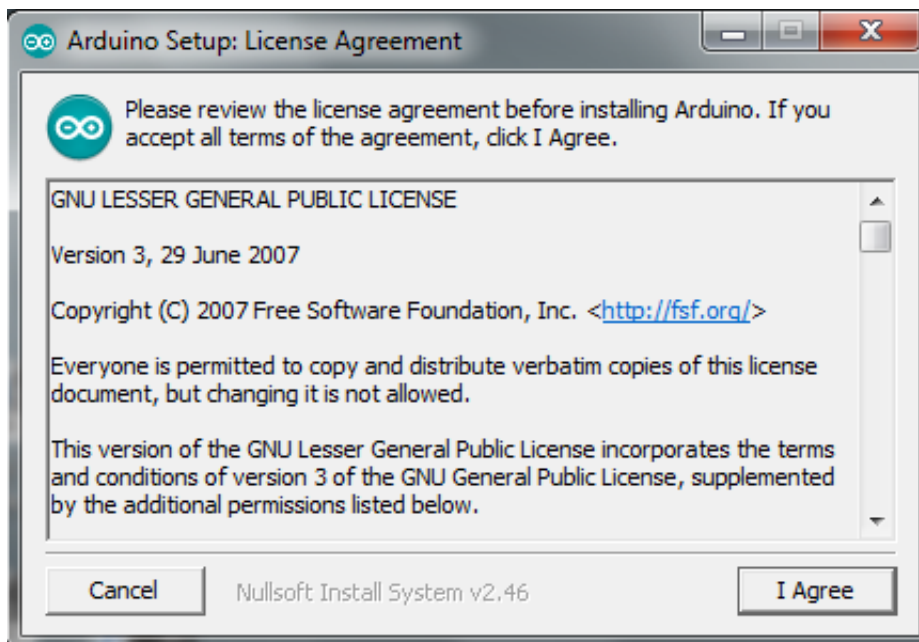 Arduino Setup: License Agreement
Please review the license agreement before installing Arduino. If you
accept all terms of the agreement, click I Agree.
GNU LESSER GENERAL PUBLIC LICENSE
Version 3, 29 June 2007
Copyright (C) 2007 Free Software Foundation, Inc. <http://fsf.org/>
Everyone is permitted to copy and distribute verbatim copies of this license
document, but changing it is not allowed.
This version of the GNU Lesser General Public License incorporates the terms
and conditions of version 3 of the GNU General Public License, supplemented
by the additional permissions listed below.
Cancel
Nullsoft Install System v2.46
I Agree